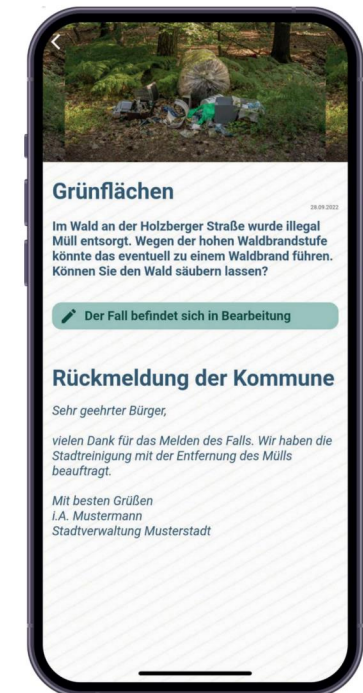 Grünflächen
28.09.2022
Im Wald an der Holzberger Straße wurde illegal
Müll entsorgt. Wegen der hohen Waldbrandstufe
könnte das eventuell zu einem Waldbrand führen.
Können Sie den Wald säubern lassen?
Der Fall befindet sich in Bearbeitung
Rückmeldung der Kommune
Sehr geehrter Bürger,
vielen Dank für das Melden des Falls. Wir haben die
Stadtreinigung mit der Entfernung des Mülls
beauftragt.
Mit besten Grüßen
i.A. Mustermann
Stadtverwaltung Musterstadt